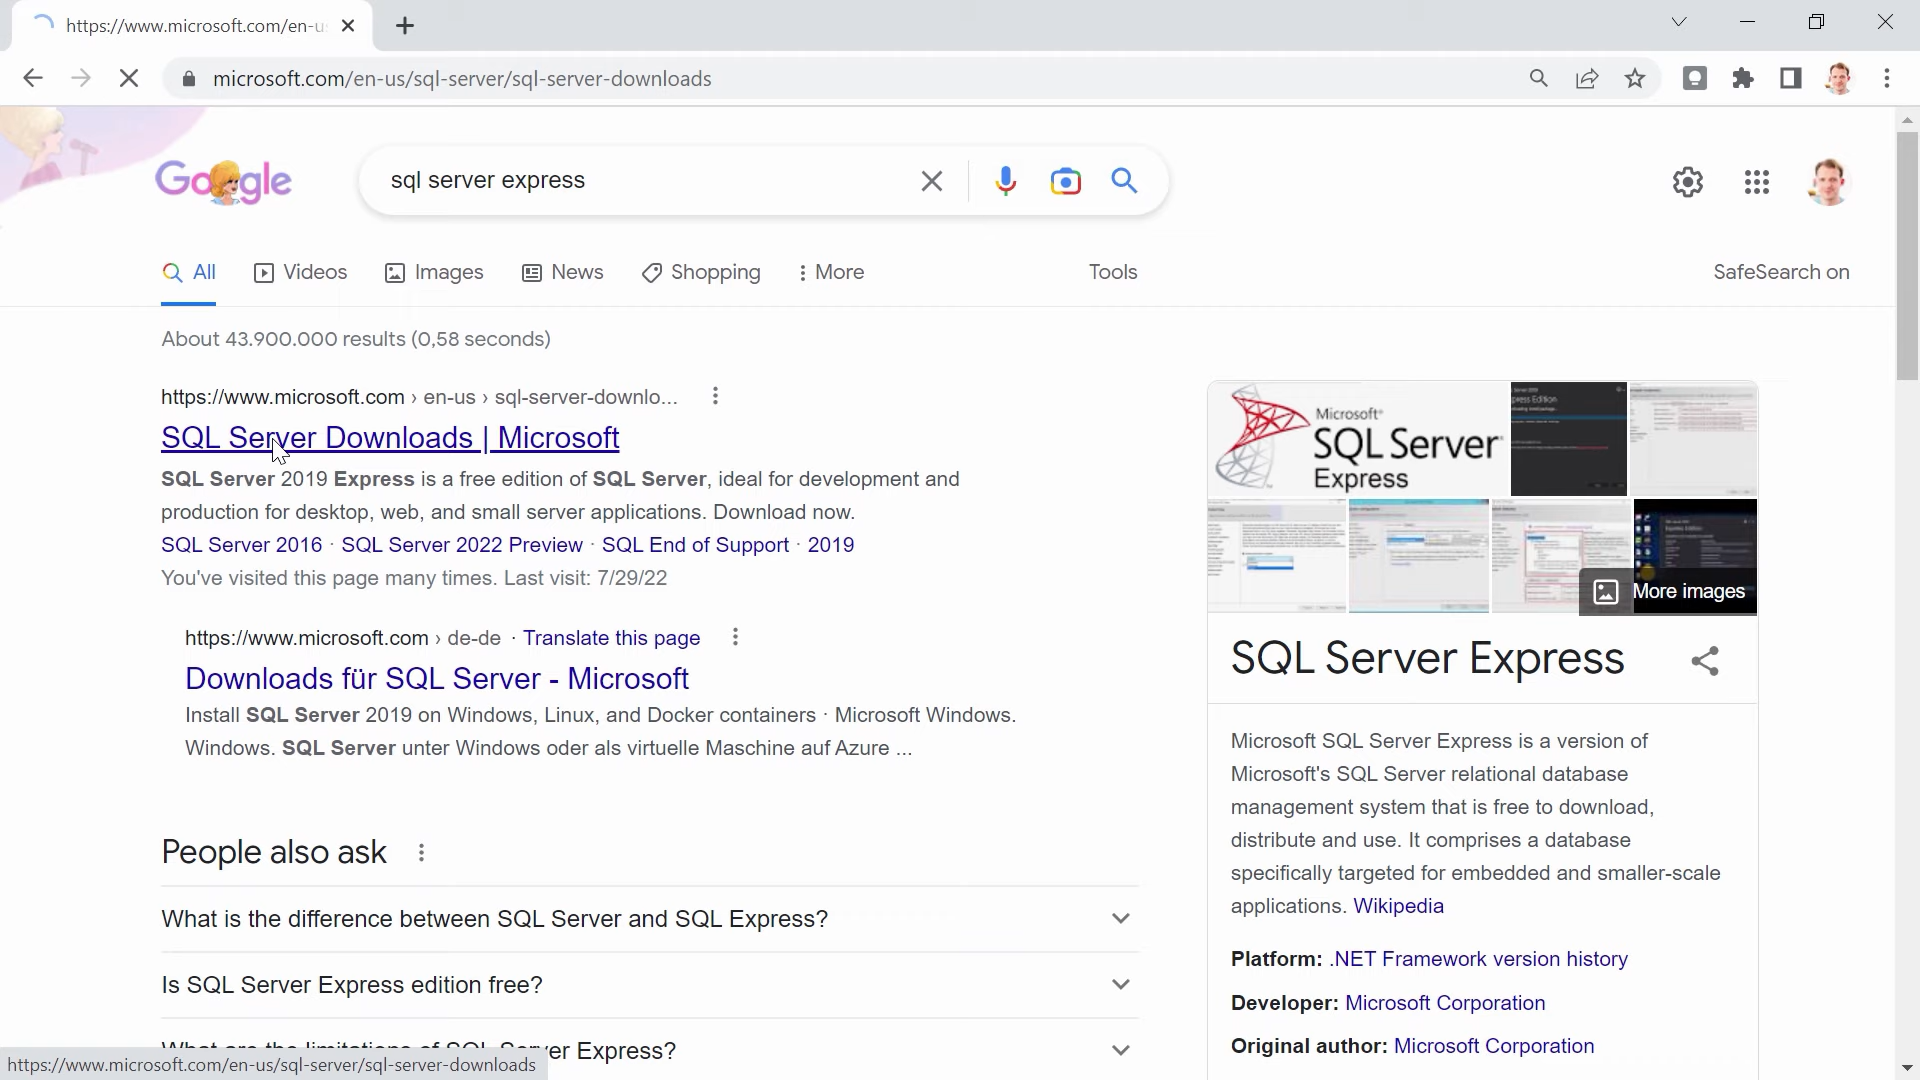 https://www.microsoft.com/en-u
microsoft.com/en-us/sql-server/sql-server-downloads
Google
sql server express
All
Videos
Images
News
Shopping
More
Tools
SafeSearch on
About 43.900.000 results (0,58 seconds)
https://www.microsoft.com › en-us › sql-server-downlo...
SQL Server Downloads | Microsoft
SQL Server 2019 Express is a free edition of SQL Server, ideal for development and
production for desktop, web, and small server applications. Download now.
SQL Server 2016 · SQL Server 2022 Preview · SQL End of Support · 2019
You've visited this page many times. Last visit: 7/29/22
https://www.microsoft.com › de-de · Translate this page
Downloads für SQL Server - Microsoft
Install SQL Server 2019 on Windows, Linux, and Docker containers · Microsoft Windows.
Windows. SQL Server unter Windows oder als virtuelle Maschine auf Azure ...
People also ask
What is the difference between SQL Server and SQL Express?
Is SQL Server Express edition free?
What are the limitations of SQL Server Express?
https://www.microsoft.com/en-us/sql-server/sql-server-downloads
Microsoft®
SQL Server®
Express
More images
SQL Server Express
Microsoft SQL Server Express is a version of
Microsoft's SQL Server relational database
management system that is free to download,
distribute and use. It comprises a database
specifically targeted for embedded and smaller-scale
applications. Wikipedia
Platform: .NET Framework version history
Developer: Microsoft Corporation
Original author: Microsoft Corporation